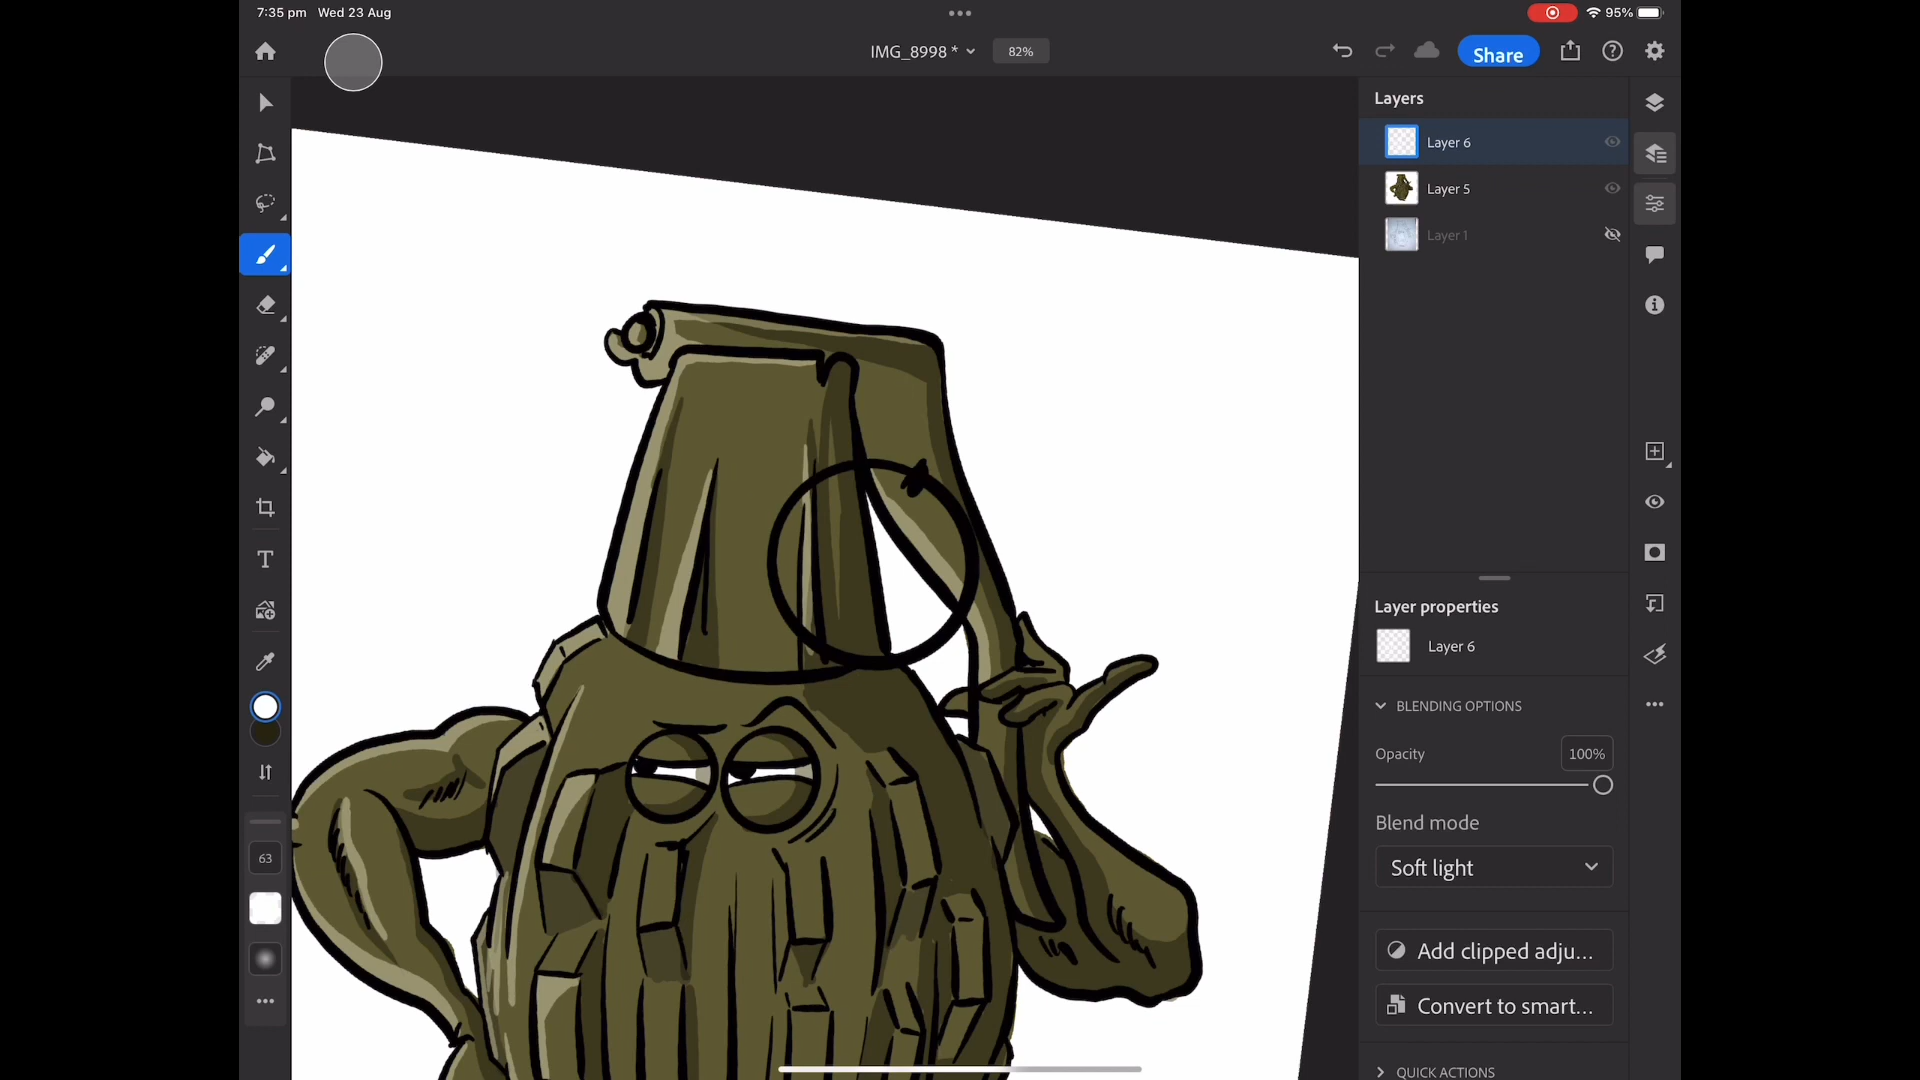 7:35 pm Wed 23 Aug
95%
IMG_8998 *
82%
Share
Layers
Layer 6
Layer 5
Layer 1
T
Layer properties
Layer 6
BLENDING OPTIONS
Opacity
100%
Blend mode
Soft light
63
Add clipped adju...
Convert to smart...
QUICK ACTIONS